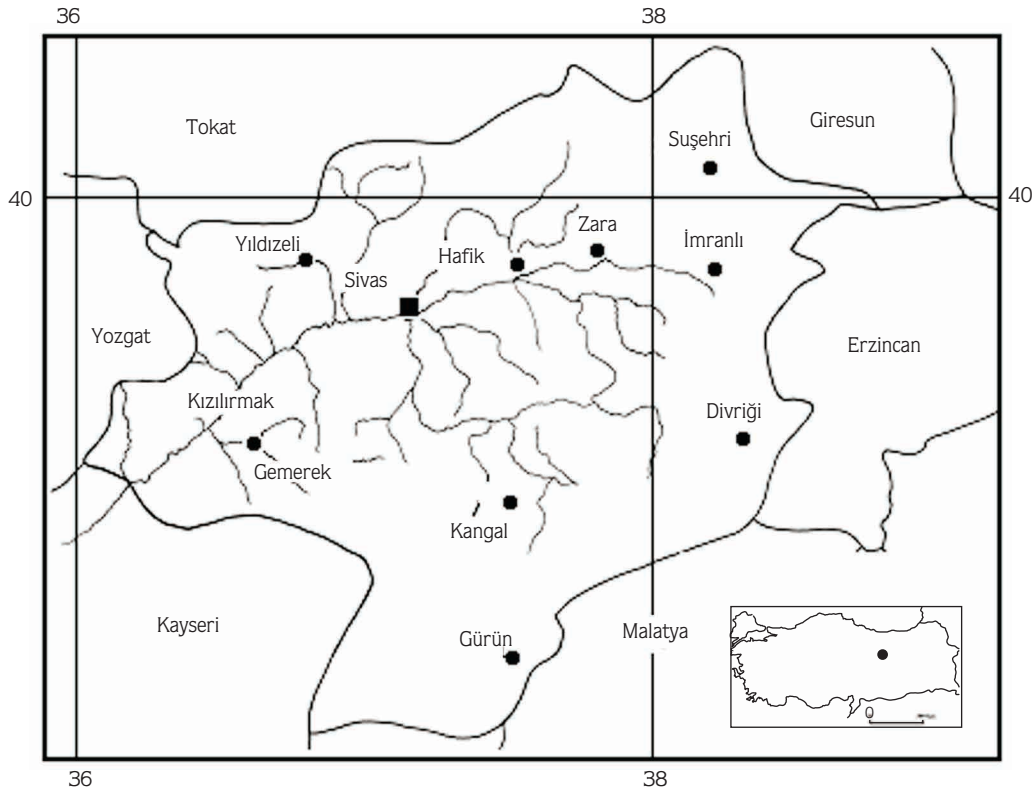 36
38
Tokat
Giresun
Suşehri
40
40
Zara
İmranlı
Yıldızeli
Hafik
Sivas
Yozgat
Erzincan
Kızılırmak
Divriği
Gemerek
Kangal
Kayseri
Gürün
Malatya
0
36
38